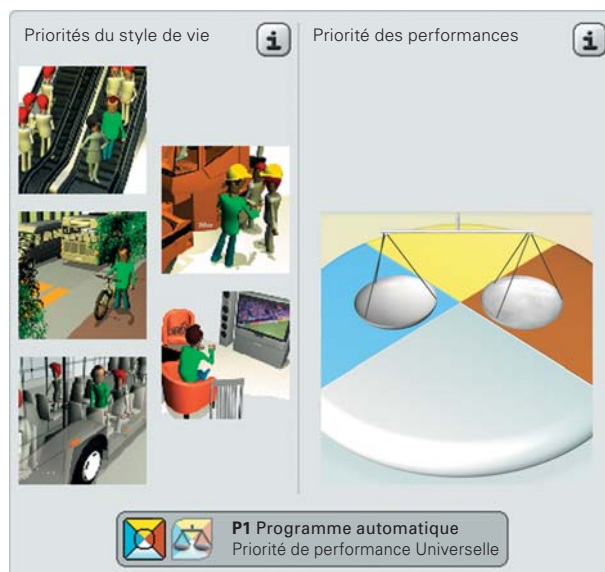 Priorités du style de vie
Priorité des performances
P1 Programme automatique
Priorité de performance Universelle